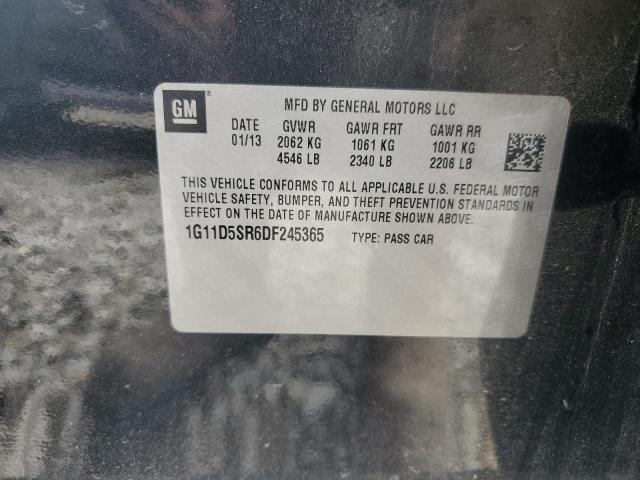 GM ® MFD BY GENERAL MOTORS LLC
DATE GVWR GAWR FRT GAWR RR
01/13 2062 KG 1061 KG 1001 KG
4546 LB 2340 LB 2206 LB
THIS VEHICLE CONFORMS TO ALL APPLICABLE U.S. FEDERAL MOTOR
VEHICLE SAFETY, BUMPER, AND THEFT PREVENTION STANDARDS IN
EFFECT ON THE DATE OF MANUFACTURE SHOWN ABOVE.
1G11D5SR6DF245365 TYPE: PASS CAR